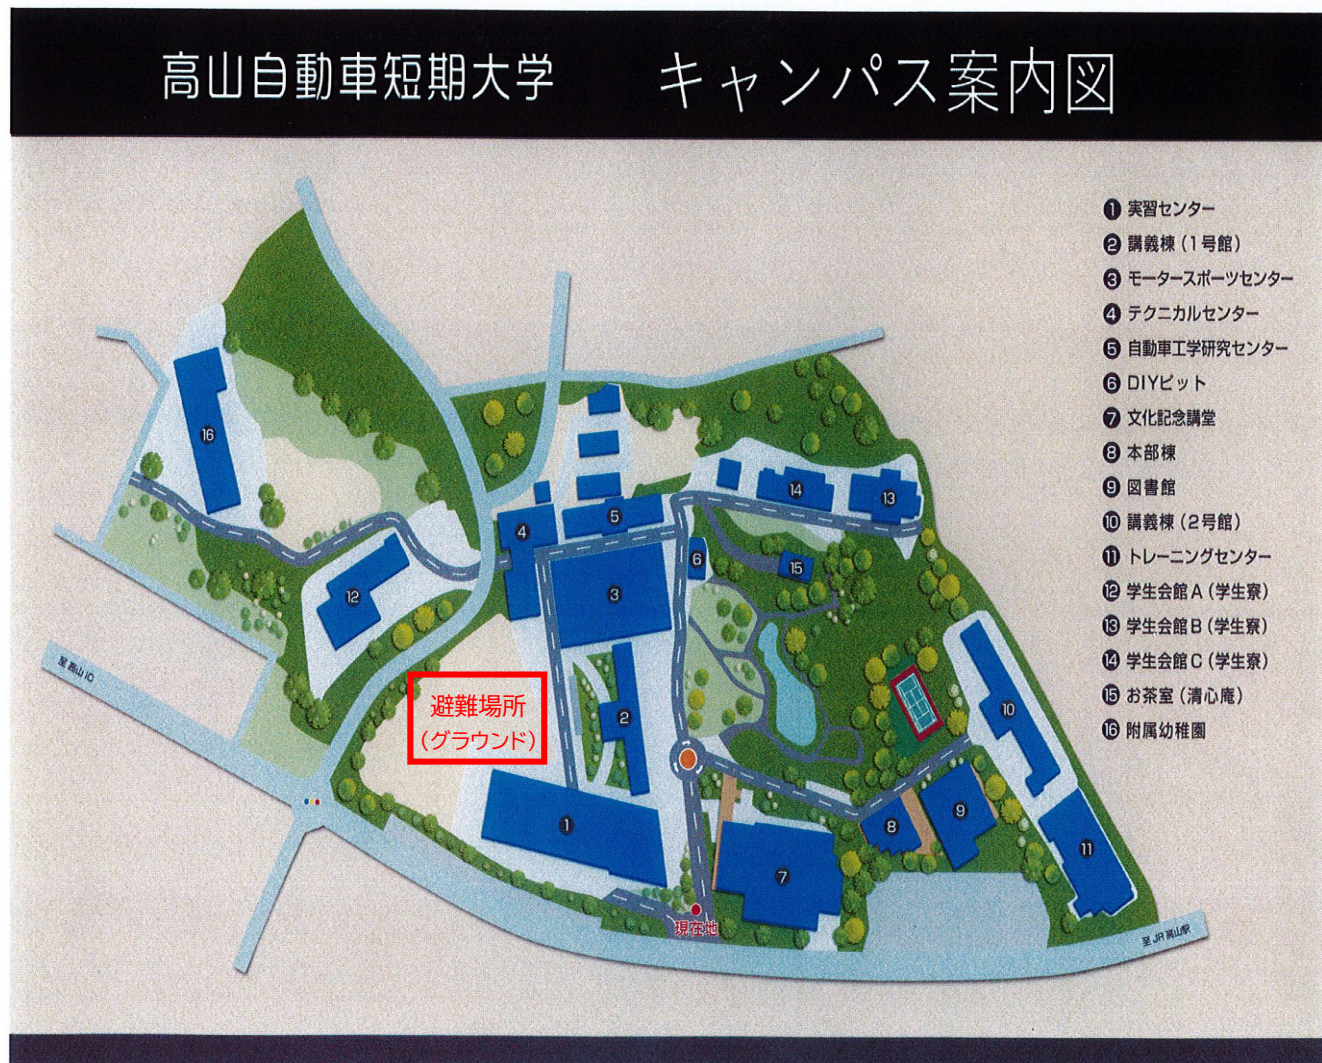 高山自動車短期大学 キャンパス案内図
❶ 実習センター
❷ 講義棟(1号館)
❸ モータースポーツセンター
❹ テクニカルセンター
❺ 自動車工学研究センター
❻ DIYピット
❼ 文化記念講堂
❽ 本部棟
❾ 図書館
❿ 講義棟(2号館)
⓫ トレーニングセンター
⓬ 学生会館A(学生寮)
⓭ 学生会館B(学生寮)
⓮ 学生会館C(学生寮)
⓯ お茶室(清心庵)
⓰ 附属幼稚園
16
14
13
4
5
6
15
3
12
至高山IC
避難場所
(グラウンド)
2
10
1
8
9
11
7
現在地
至JR高山駅